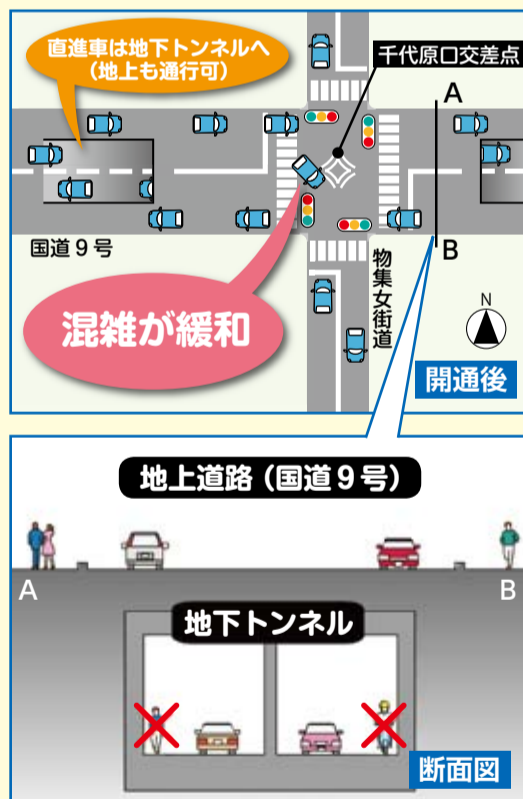 直進車は地下トンネルへ
(地上も通行可)
千代原口交差点
A
国道9号
B
混雑が緩和
物集女街道
N
開通後
地上道路(国道9号)
A
B
地下トンネル
断面図